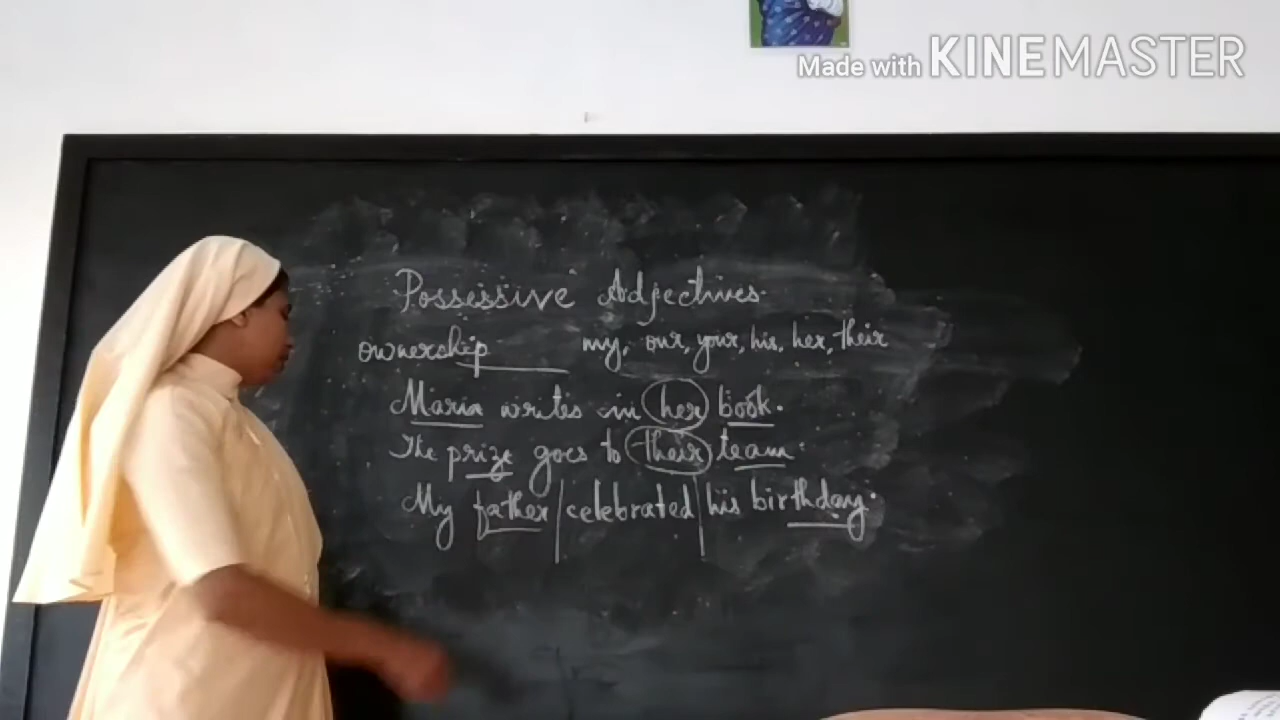 Made with KINEMASTER
Possessive Adjectives.
ownership my, our, your, his, her, their
Maria writes in her book.
The prize goes to their team.
My father celebrated his birthday.